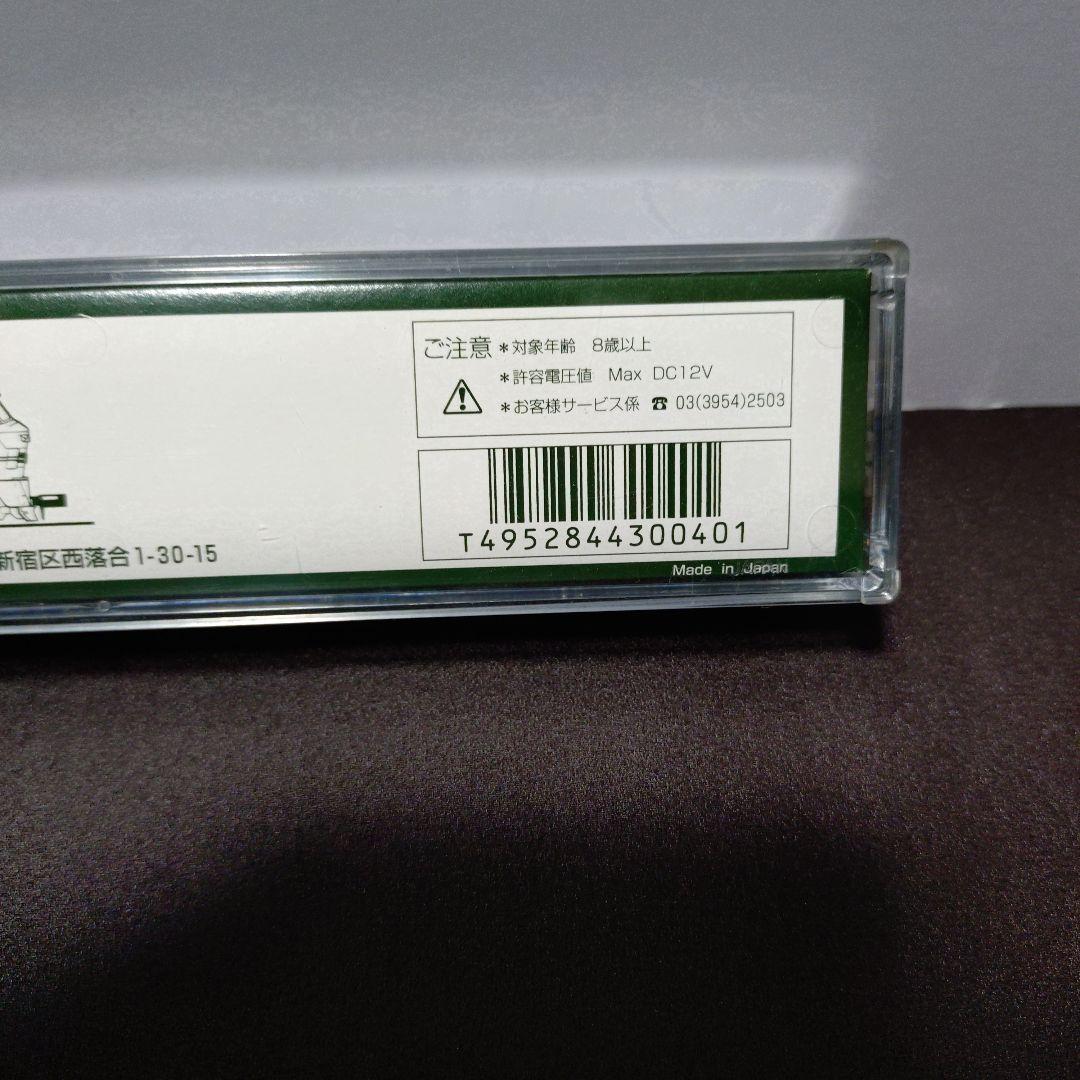 ご注意 *対象年齢 8歳以上
*許容電圧値 Max DC12V
*お客様サービス係 ☎ 03(3954)2503
T4952844300401
新宿区西落合1-30-15
Made in Japan